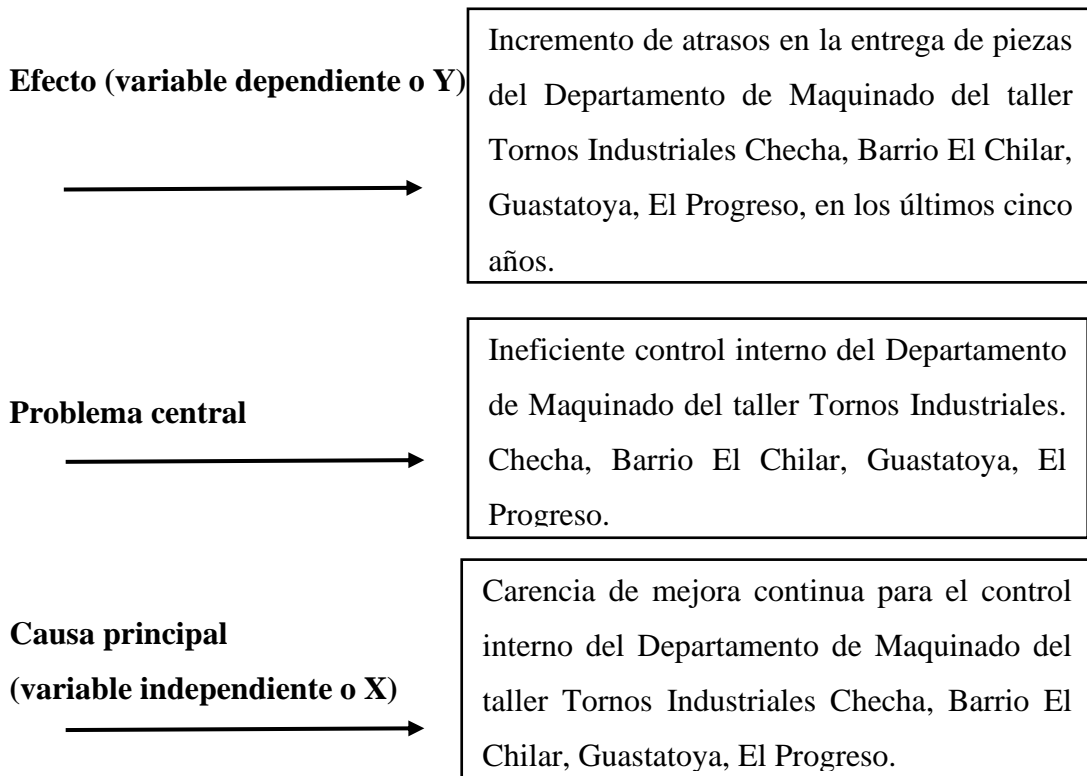 Efecto (variable dependiente o Y)
Incremento de atrasos en la entrega de piezas
del Departamento de Maquinado del taller
Tornos Industriales Checha, Barrio El Chilar,
Guastatoya, El Progreso, en los últimos cinco
años.
Problema central
Ineficiente control interno del Departamento
de Maquinado del taller Tornos Industriales.
Checha, Barrio El Chilar, Guastatoya, El
Progreso.
Causa principal
(variable independiente o X)
Carencia de mejora continua para el control
interno del Departamento de Maquinado del
taller Tornos Industriales Checha, Barrio El
Chilar, Guastatoya, El Progreso.